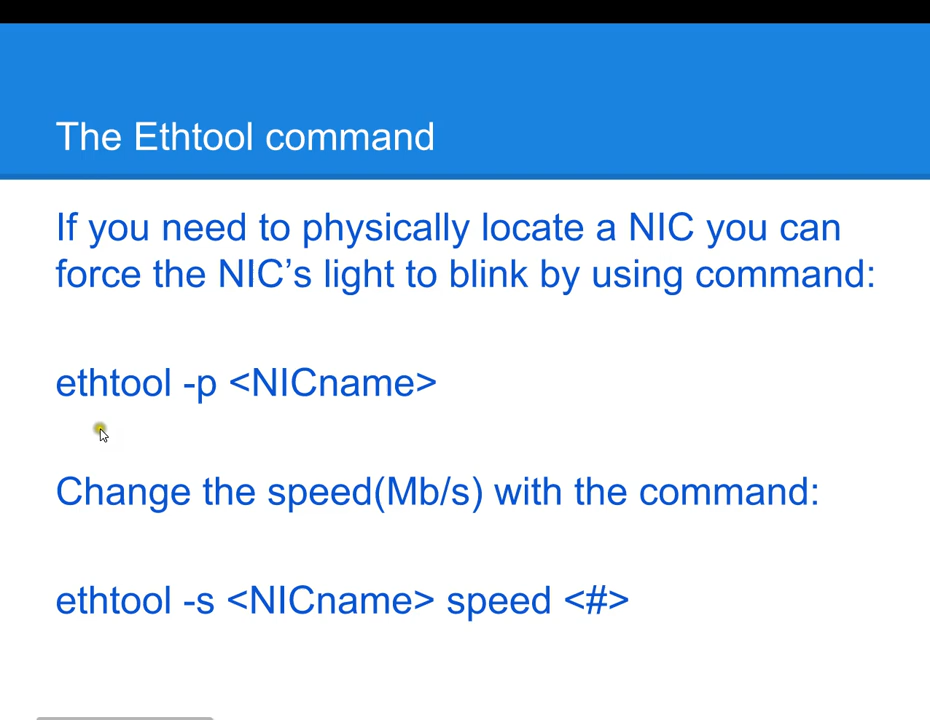 The Ethtool command
If you need to physically locate a NIC you can
force the NIC’s light to blink by using command:
ethtool -p <NICname>
Change the speed(Mb/s) with the command:
ethtool -s <NICname> speed <#>